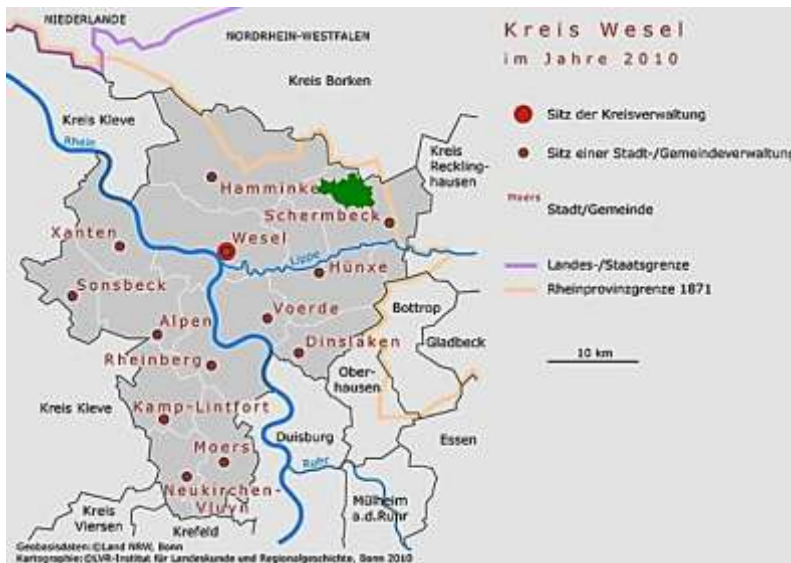 NIEDERLANDE
NORDRHEIN-WESTFALEN
Kreis Borken
Kreis Kleve
Rhein
Kreis
Reckling-
hausen
Hamminke
Schermbeck
Xanten
Wesel
Lippe
Hünxe
Sonsbeck
Voerde
Bottrop
Alpen
Dinslaken
Gladbeck
Rheinberg
Ober-
hausen
Kreis Kleve
Kamp-Lintfort
Duisburg
Essen
Moers
Ruhr
Neukirchen-
Vluyn
Kreis
Viersen
Krefeld
Mülheim
a.d.Ruhr
Geobasisdaten: ©Land NRW, Bonn
Kartographie: ©LVR-Institut für Landeskunde und Regionalgeschichte, Bonn 2010
Kreis Wesel
im Jahre 2010
Sitz der Kreisverwaltung
Sitz einer Stadt-/Gemeindeverwaltung
Moers
Stadt/Gemeinde
Landes-/Staatsgrenze
Rheinprovinzgrenze 1871
10 km